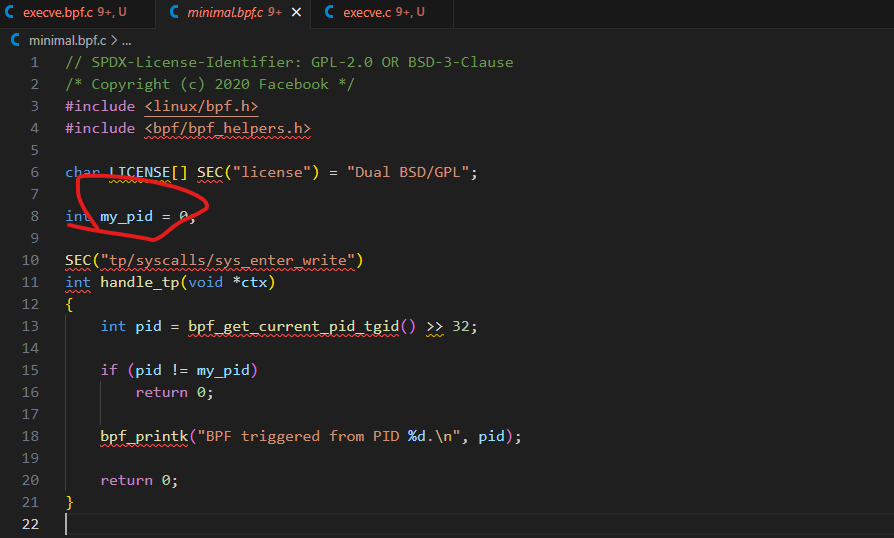 execve.bpf.c 9+, U
minimal.bpf.c 9+
execve.c 9+, U
minimal.bpf.c > ...
1 // SPDX-License-Identifier: GPL-2.0 OR BSD-3-Clause
2 /* Copyright (c) 2020 Facebook */
3 #include <linux/bpf.h>
4 #include <bpf/bpf_helpers.h>
5
6 char LICENSE[] SEC("license") = "Dual BSD/GPL";
7
8 int my_pid = 0;
9
10 SEC("tp/syscalls/sys_enter_write")
11 int handle_tp(void *ctx)
12 {
13     int pid = bpf_get_current_pid_tgid() >> 32;
14
15     if (pid != my_pid)
16         return 0;
17
18     bpf_printk("BPF triggered from PID %d.\n", pid);
19
20     return 0;
21 }
22